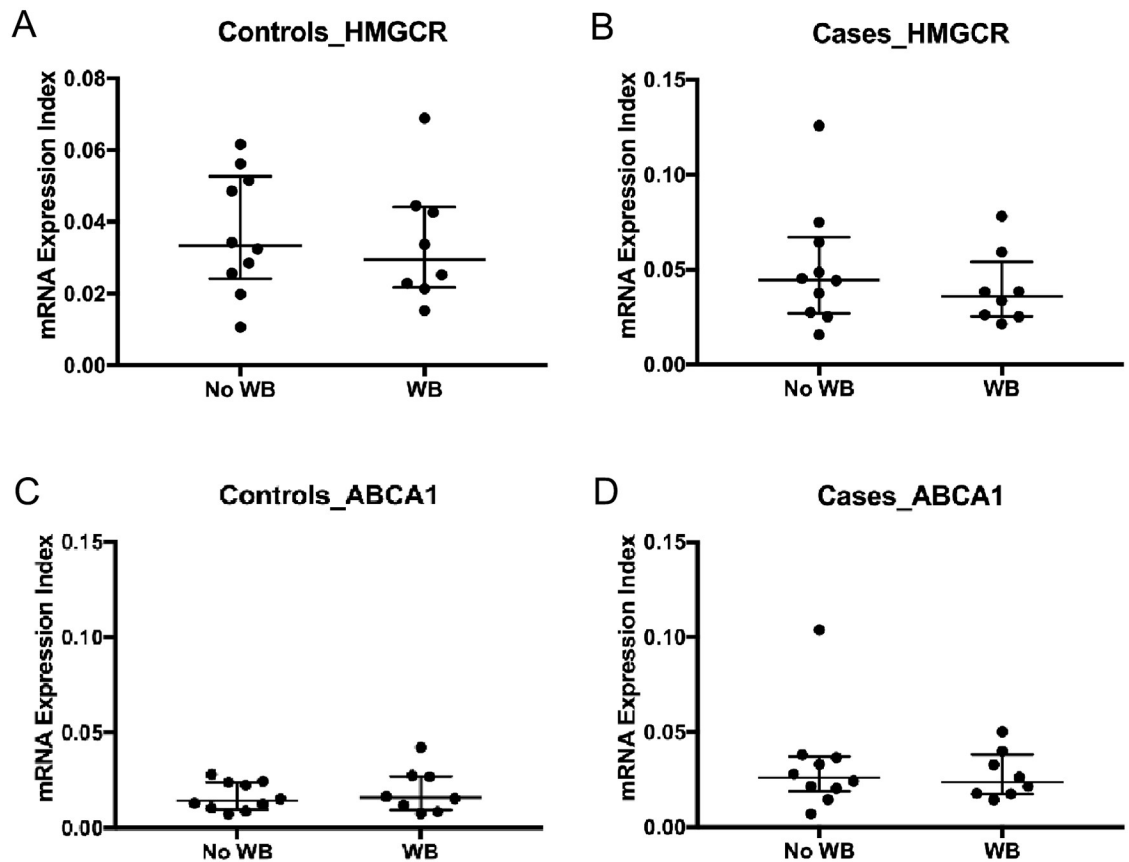 A
Controls_HMGCR
mRNA Expression Index
0.08
0.06
0.04
0.02
0.00
No WB
WB
B
Cases_HMGCR
mRNA Expression Index
0.15
0.10
0.05
0.00
No WB
WB
C
Controls_ABCA1
mRNA Expression Index
0.15
0.10
0.05
0.00
No WB
WB
D
Cases_ABCA1
mRNA Expression Index
0.15
0.10
0.05
0.00
No WB
WB